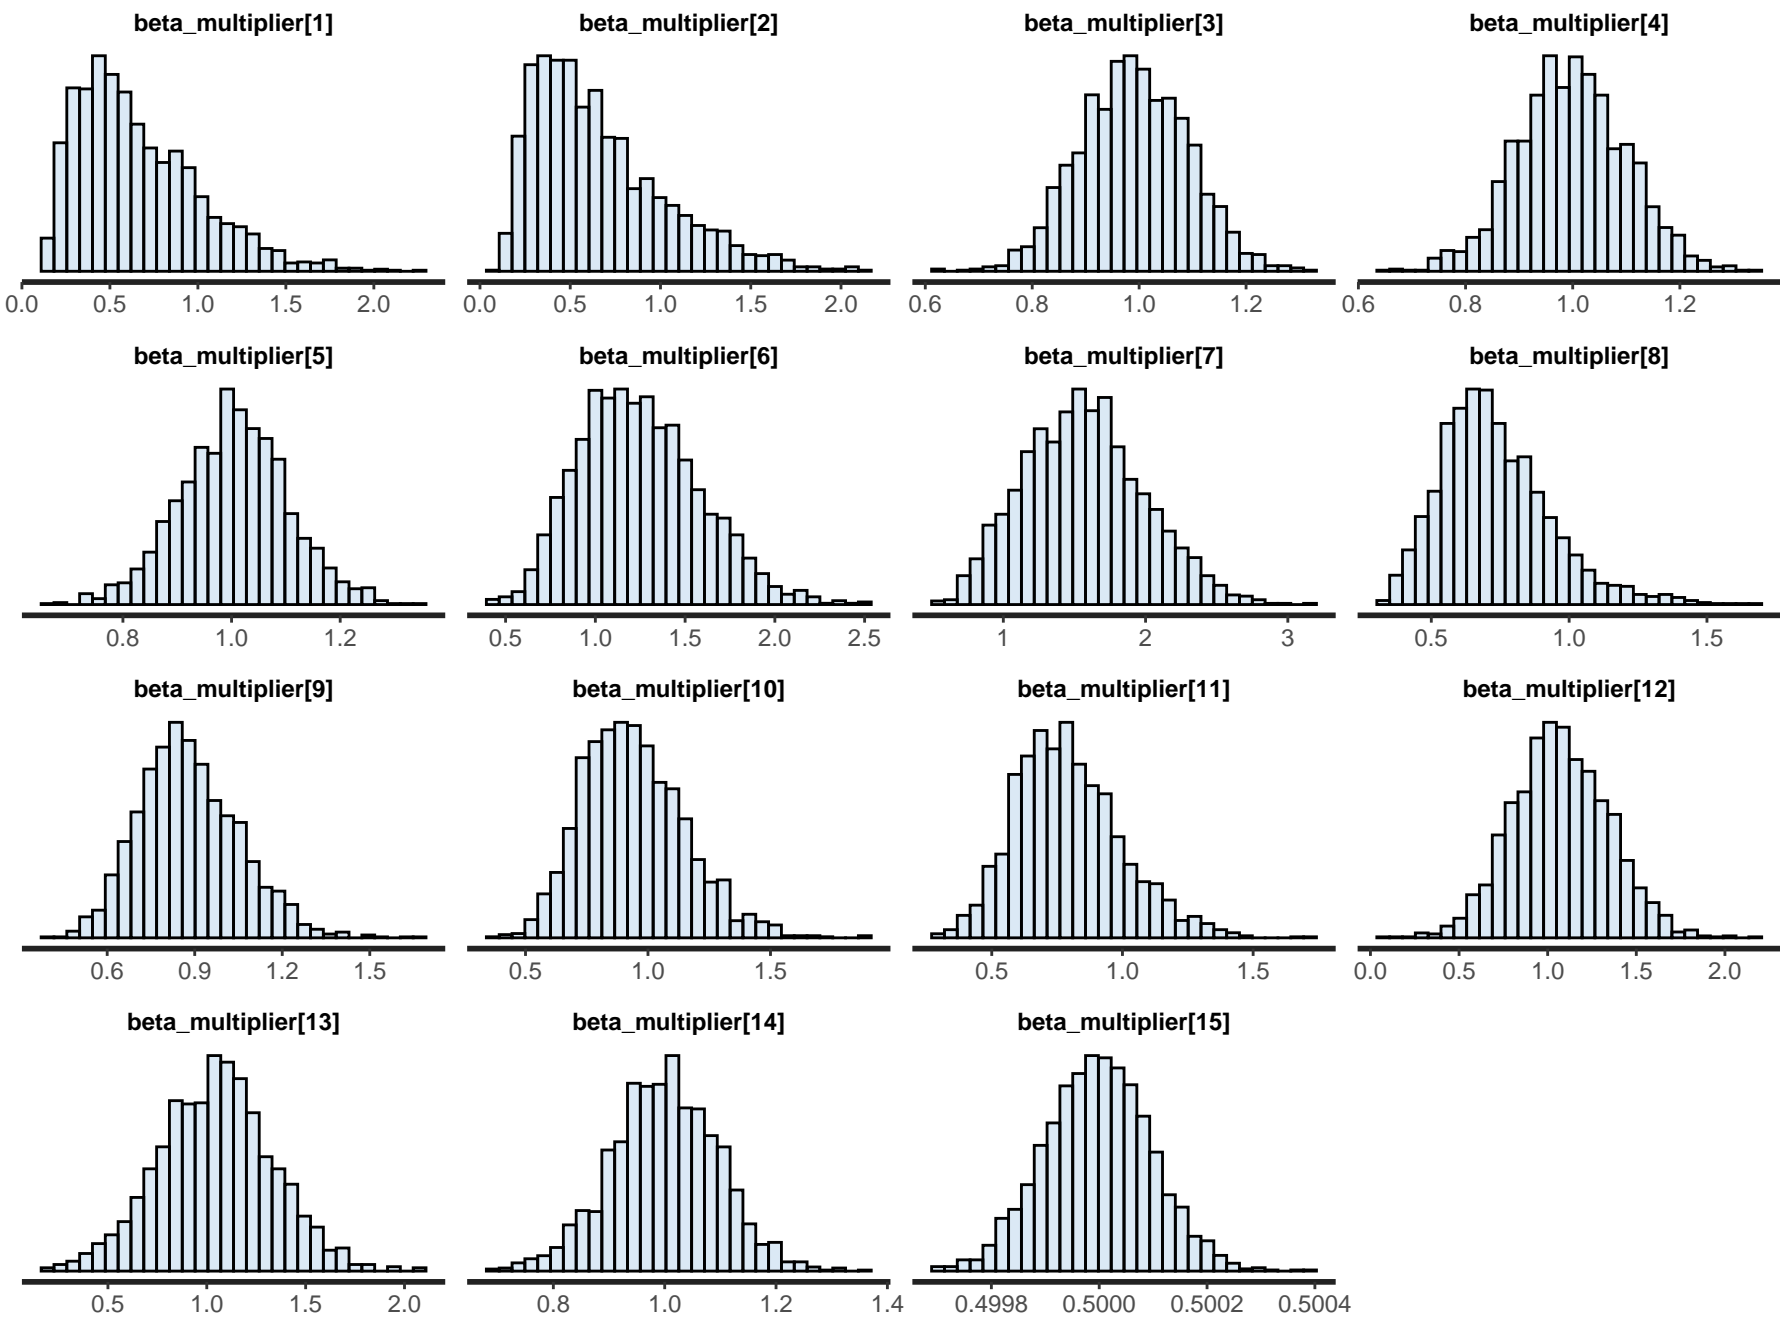 beta_multiplier[1] beta_multiplier[2] beta_multiplier[3] beta_multiplier[4]
0.0 0.5 1.0 1.5 2.0 0.0 0.5 1.0 1.5 2.0 0.6 0.8 1.0 1.2 0.6 0.8 1.0 1.2
beta_multiplier[5] beta_multiplier[6] beta_multiplier[7] beta_multiplier[8]
0.8 1.0 1.2 0.5 1.0 1.5 2.0 2.5 1 2 3 0.5 1.0 1.5
beta_multiplier[9] beta_multiplier[10] beta_multiplier[11] beta_multiplier[12]
0.6 0.9 1.2 1.5 0.5 1.0 1.5 0.5 1.0 1.5 0.0 0.5 1.0 1.5 2.0
beta_multiplier[13] beta_multiplier[14] beta_multiplier[15]
0.5 1.0 1.5 2.0 0.8 1.0 1.2 1.4 0.4998 0.5000 0.5002 0.5004